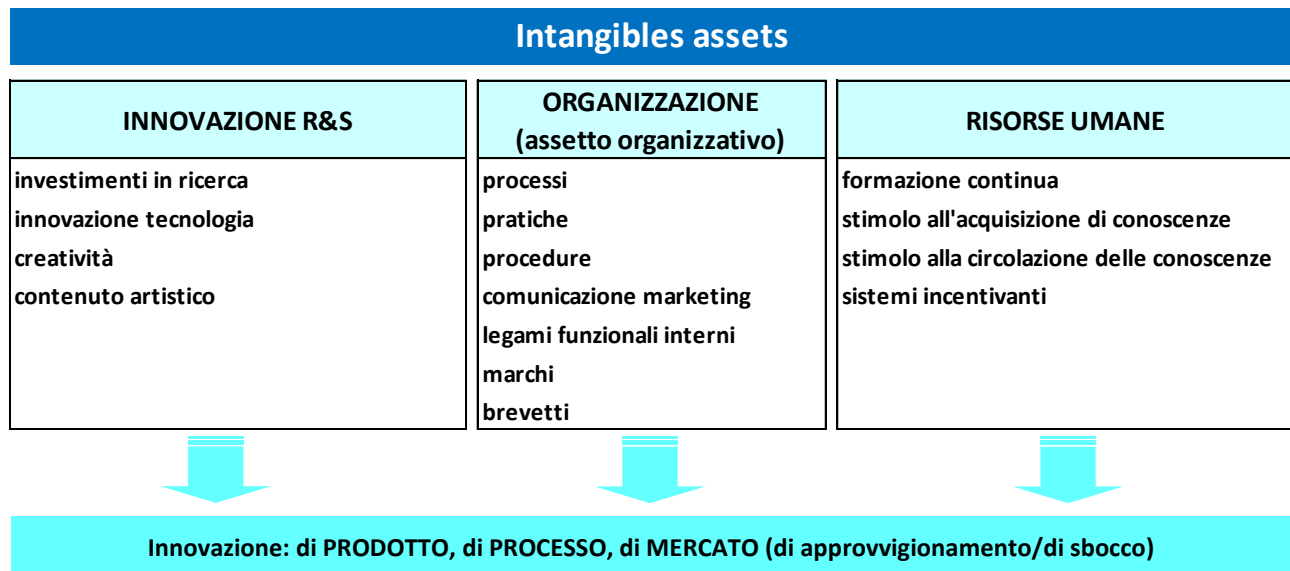 Intangibles assets
INNOVAZIONE R&S
investimenti in ricerca
innovazione tecnologia
creatività
contenuto artistico
ORGANIZZAZIONE
(assetto organizzativo)
processi
pratiche
procedure
comunicazione marketing
legami funzionali interni
marchi
brevetti
RISORSE UMANE
formazione continua
stimolo all'acquisizione di conoscenze
stimolo alla circolazione delle conoscenze
sistemi incentivanti
Innovazione: di PRODOTTO, di PROCESSO, di MERCATO (di approvvigionamento/di sbocco)